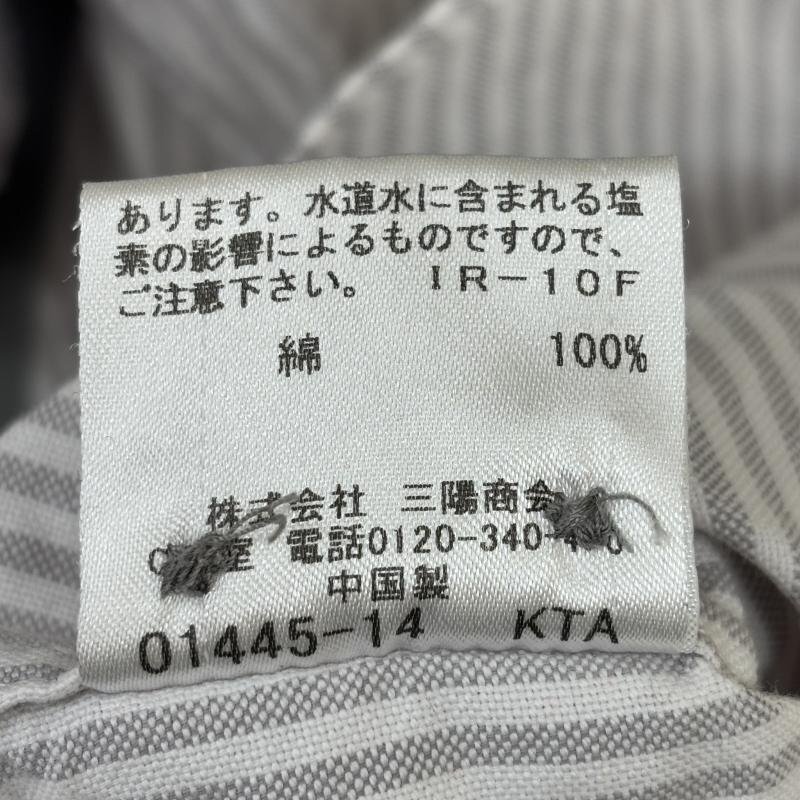 あります。水道水に含まれる塩
素の影響によるものですので、
ご注意下さい。 IR-10F
綿 100%
株式会社 三陽商会
電話0120-340-
中国製
01445-14 KTA